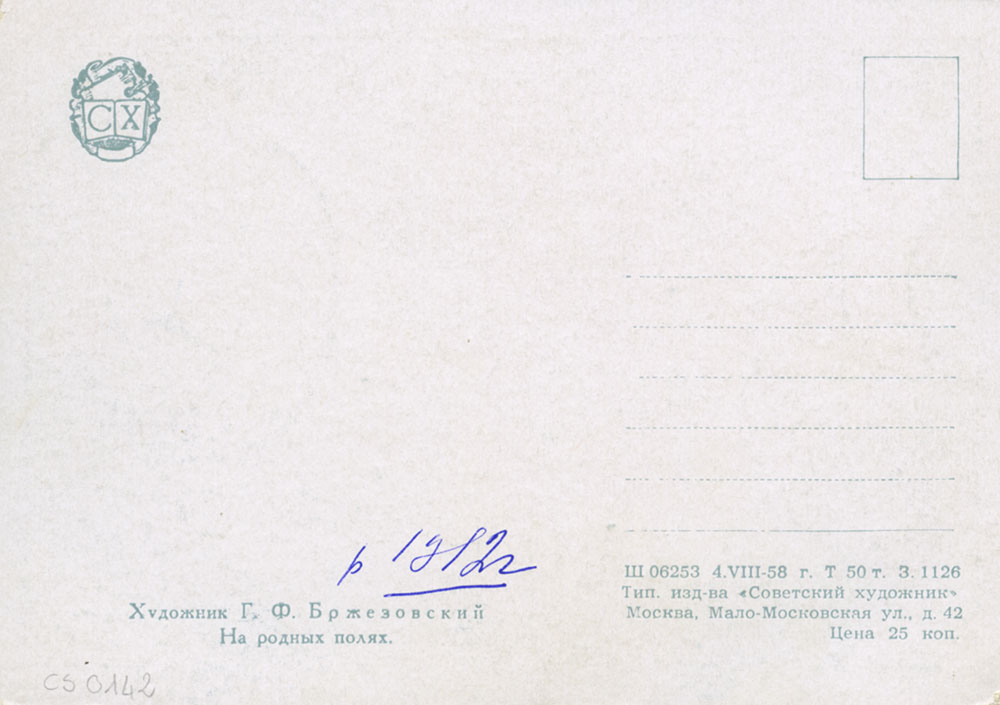 СХ
р 1912г
Художник Г. Ф. Бржезовский
На родных полях.
Ш 06253 4.VIII-58 г. Т 50 т. З. 1126
Тип. изд-ва «Советский художник»
Москва, Мало-Московская ул., д. 42
Цена 25 коп.
CS 0142